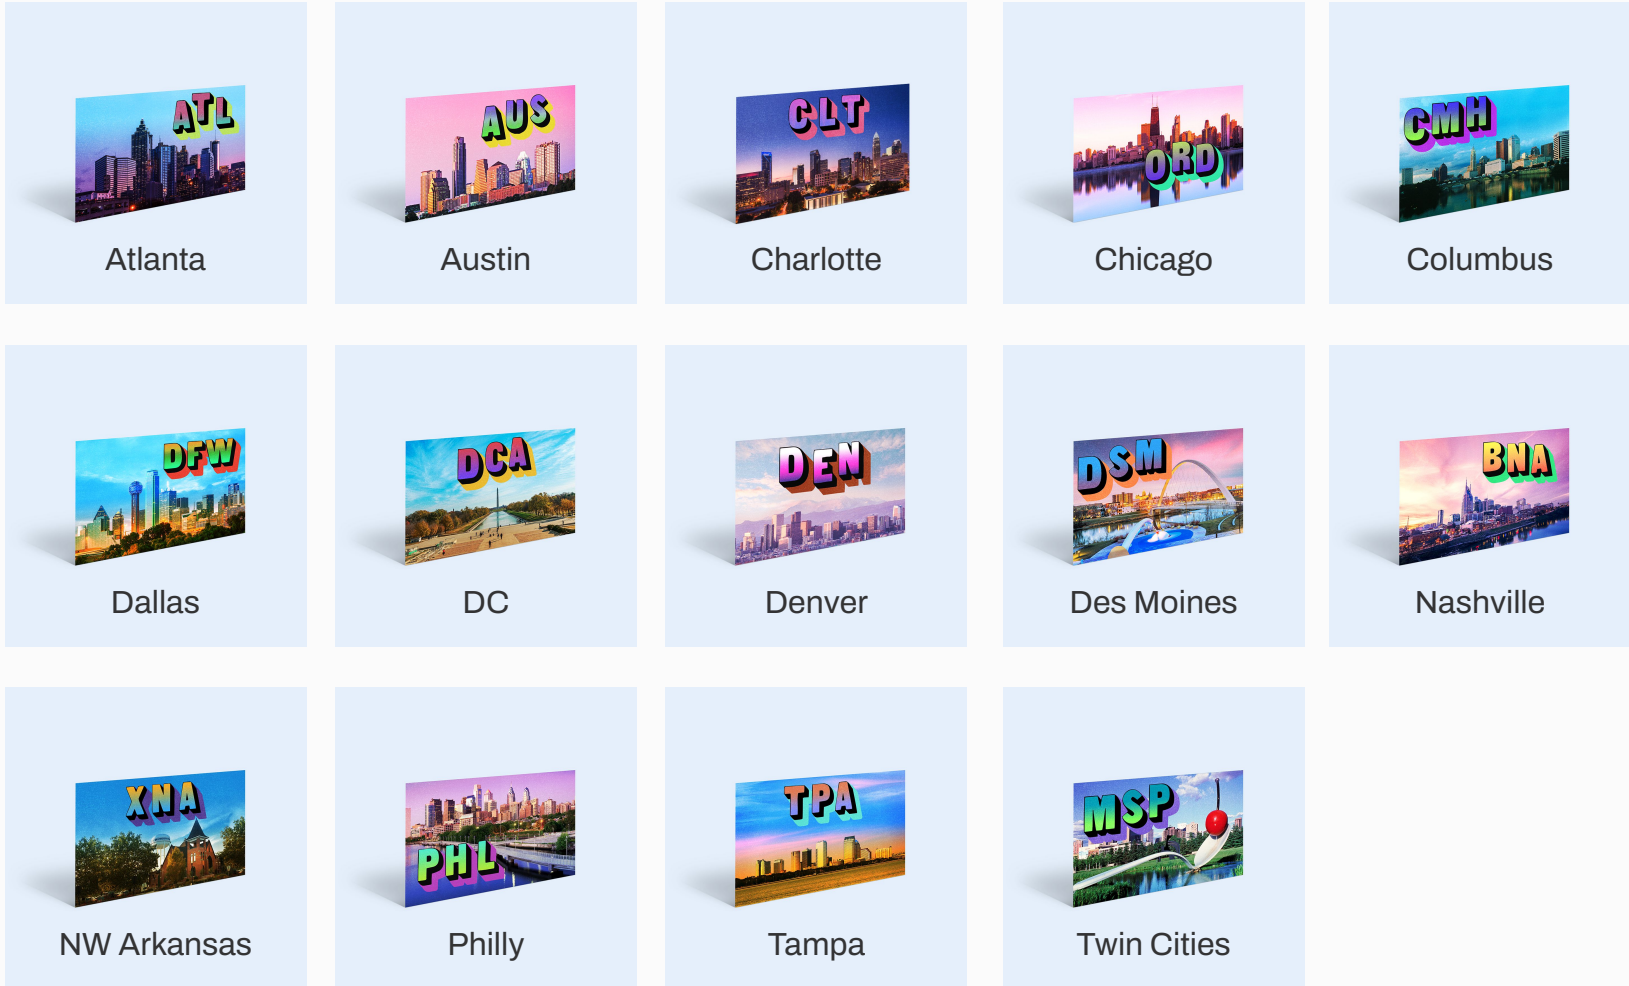 ATL
Atlanta
AUS
Austin
CLT
Charlotte
ORD
Chicago
CMH
Columbus
DFW
Dallas
DCA
DC
DEN
Denver
DSM
Des Moines
BNA
Nashville
XNA
NW Arkansas
PHL
Philly
TPA
Tampa
MSP
Twin Cities